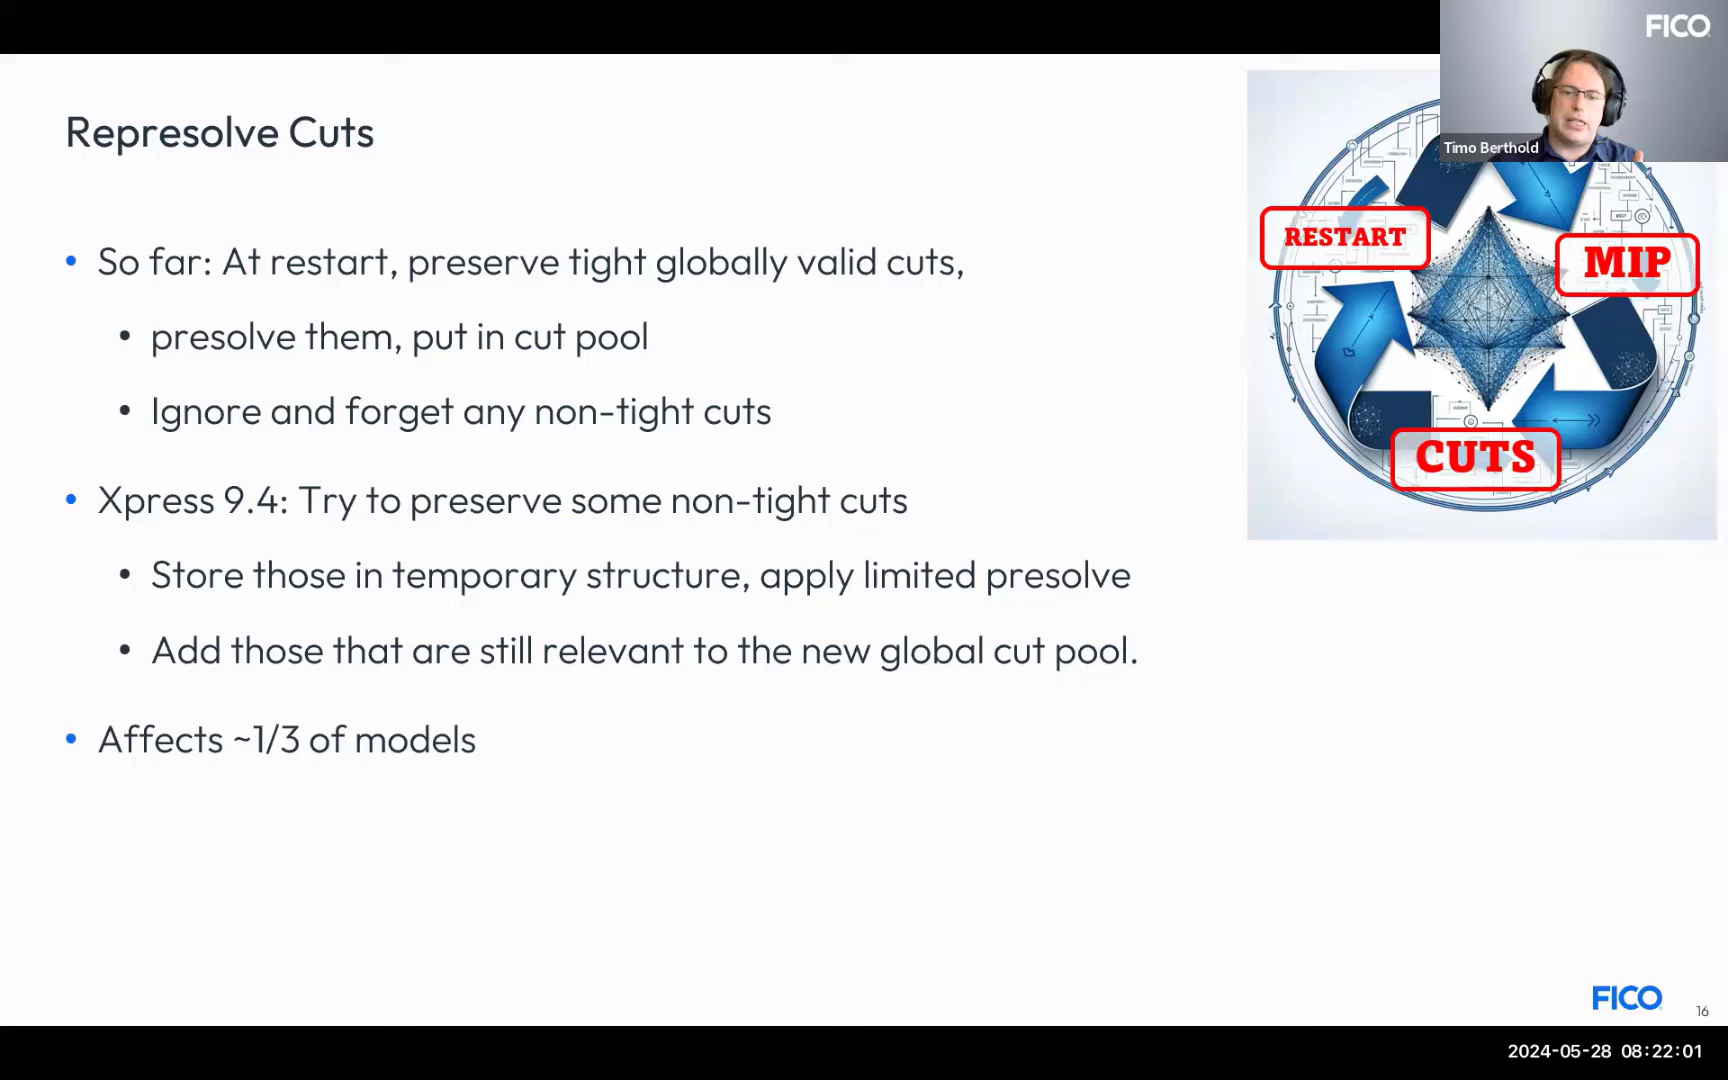 FICO
Timo Berthold
Represolve Cuts
• So far: At restart, preserve tight globally valid cuts,
• presolve them, put in cut pool
• Ignore and forget any non-tight cuts
• Xpress 9.4: Try to preserve some non-tight cuts
• Store those in temporary structure, apply limited presolve
• Add those that are still relevant to the new global cut pool.
• Affects ~1/3 of models
RESTART
MIP
CUTS
FICO
16
2024-05-28 08:22:01